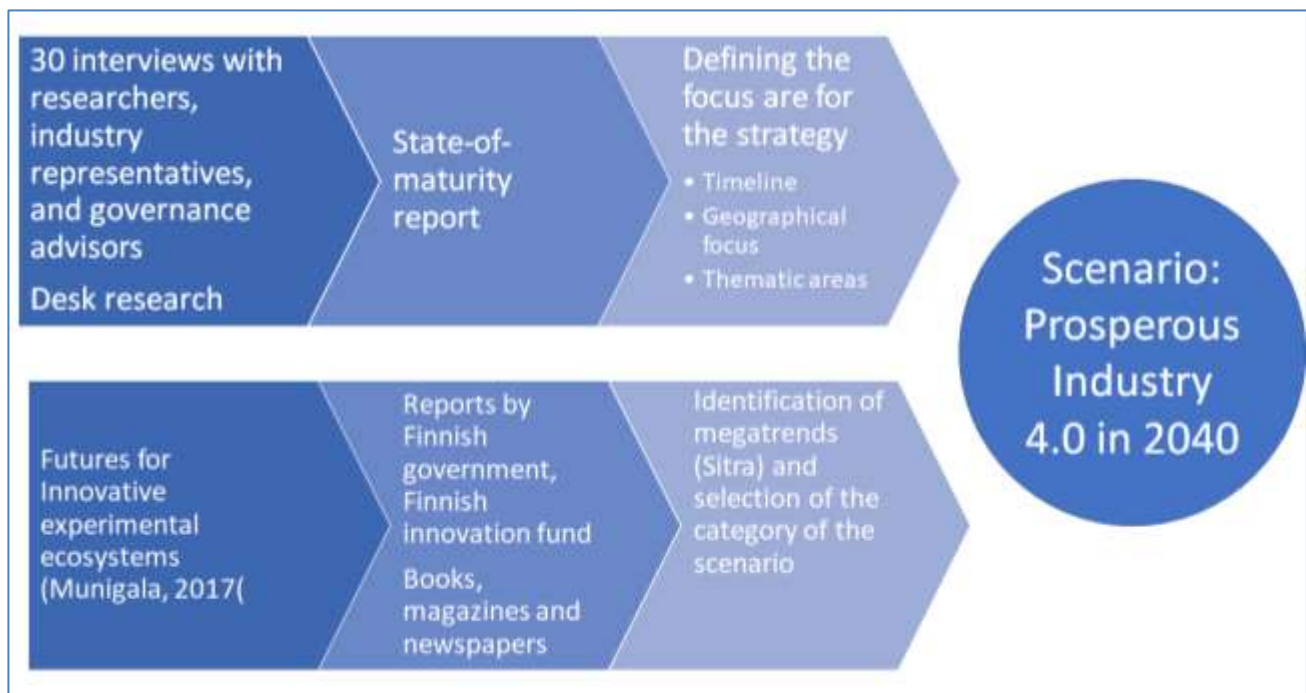 30 interviews with
researchers,
industry
representatives,
and governance
advisors
Desk research
State-of-
maturity
report
Defining the
focus are for
the strategy
• Timeline
• Geographical
focus
• Thematic areas
Futures for
Innovative
experimental
ecosystems
(Munigala, 2017(
Reports by
Finnish
government,
Finnish
innovation fund
Books,
magazines and
newspapers
Identification of
megatrends
(Sitra) and
selection of the
category of the
scenario
Scenario:
Prosperous
Industry
4.0 in 2040